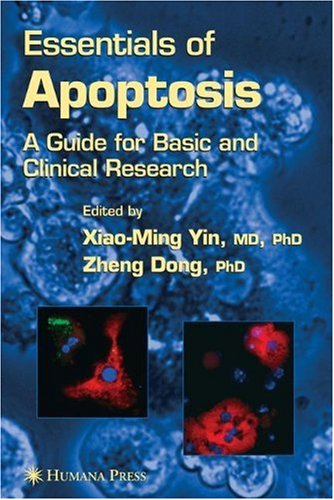 Essentials of
Apoptosis
A Guide for Basic and
Clinical Research
Edited by
Xiao-Ming Yin, MD, PhD
Zheng Dong, PhD
HUMANA PRESS